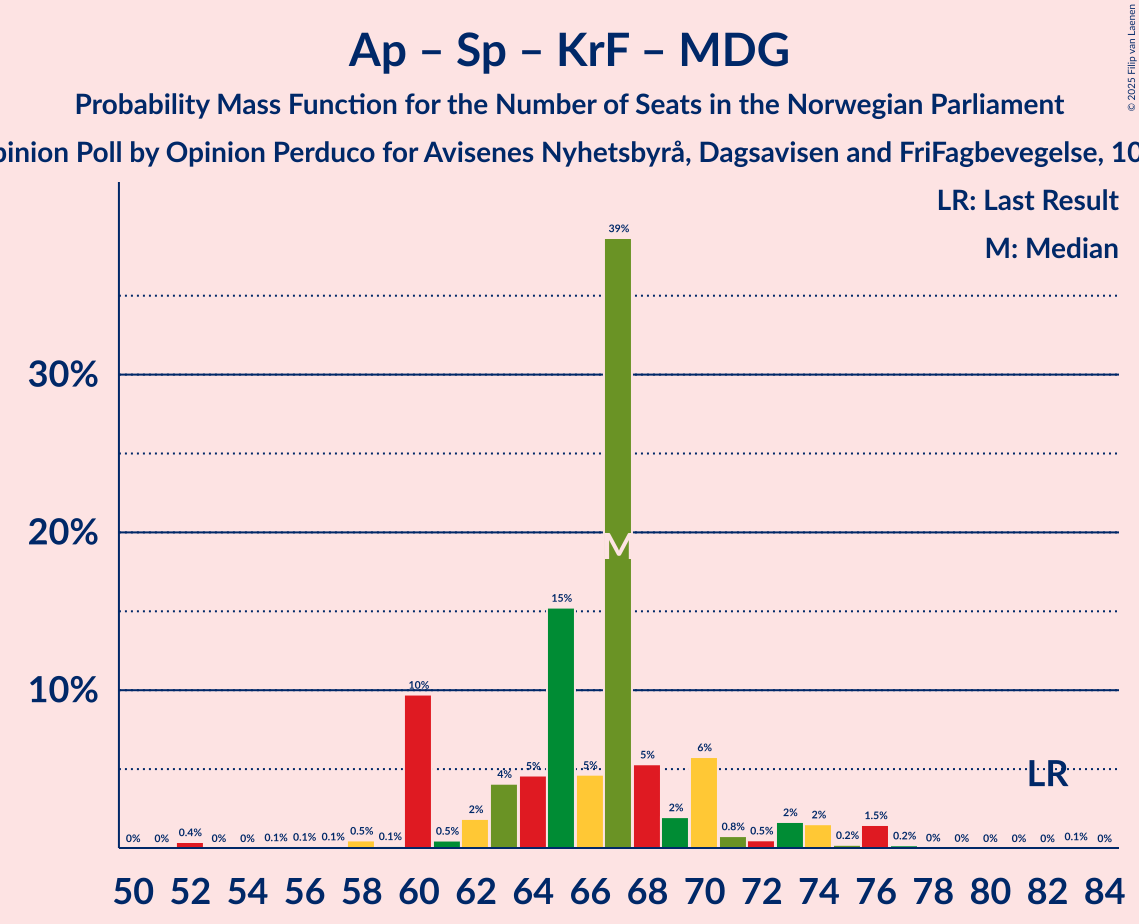 Ap – Sp – KrF – MDG
Probability Mass Function for the Number of Seats in the Norwegian Parliament
Opinion Poll by Opinion Perduco for Avisenes Nyhetsbyrå, Dagsavisen and FriFagbevegelse, 10
© 2025 Filip van Laenen
LR: Last Result
M: Median
39%
30%
20%
M
15%
10%
10%
6%
5% 5% 5%
4%
LR
2% 2% 2% 2% 1.5%
0% 0% 0.4% 0% 0% 0.1% 0.1% 0.1% 0.5% 0.1% 0.5% 0.8% 0.5% 0.2% 0.2% 0% 0% 0% 0% 0% 0.1% 0%
50 52 54 56 58 60 62 64 66 68 70 72 74 76 78 80 82 84